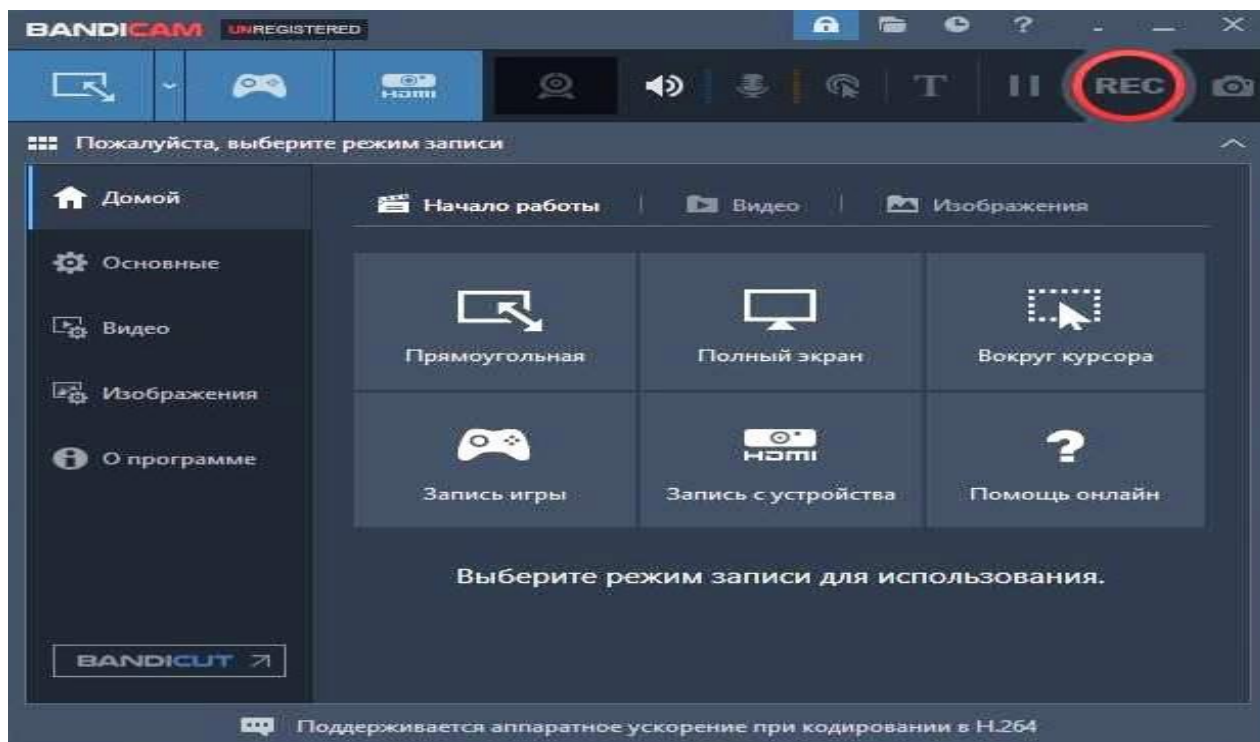 BANDICAM UNREGISTERED ?
HDMI T REC
Пожалуйста, выберите режим записи
Домой
Основные
Видео
Изображения
О программе
BANDICUT
Начало работы Видео Изображения
Прямоугольная Полный экран Вокруг курсора
HDMI ?
Запись игры Запись с устройства Помощь онлайн
Выберите режим записи для использования.
Поддерживается аппаратное ускорение при кодировании в H.264